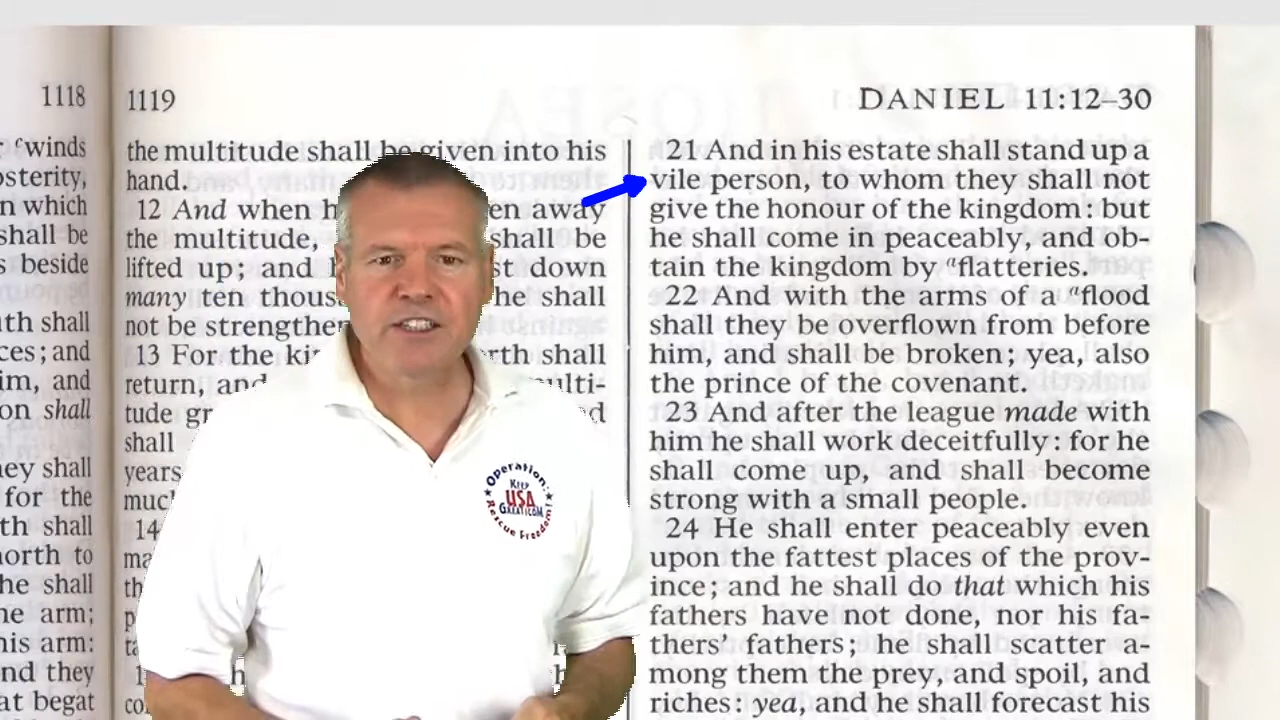 1118
winds
osterity,
n which
shall be
s beside
th shall
ces; and
im, and
on shall
ey shall
for the
th shall
orth to
he shall
ne arm;
his arm:
nd they
at begat
1119
the multitude shall be given into his
hand.
12 And when h en away
the multitude, shall be
lifted up; and st down
many ten thous he shall
not be strengthen
13 For the ki rth shall
return, and multi-
tude gr d
shall
years
much
14
ma
th
DANIEL 11:12–30
21 And in his estate shall stand up a
vile person, to whom they shall not
give the honour of the kingdom: but
he shall come in peaceably, and ob-
tain the kingdom by ᵘflatteries.
22 And with the arms of a ᵘflood
shall they be overflown from before
him, and shall be broken; yea, also
the prince of the covenant.
23 And after the league made with
him he shall work deceitfully: for he
shall come up, and shall become
strong with a small people.
24 He shall enter peaceably even
upon the fattest places of the prov-
ince; and he shall do that which his
fathers have not done, nor his fa-
thers' fathers; he shall scatter a-
mong them the prey, and spoil, and
riches: yea, and he shall forecast his
Operation:
Keep
USA
Great.com
Rescue Freedom!